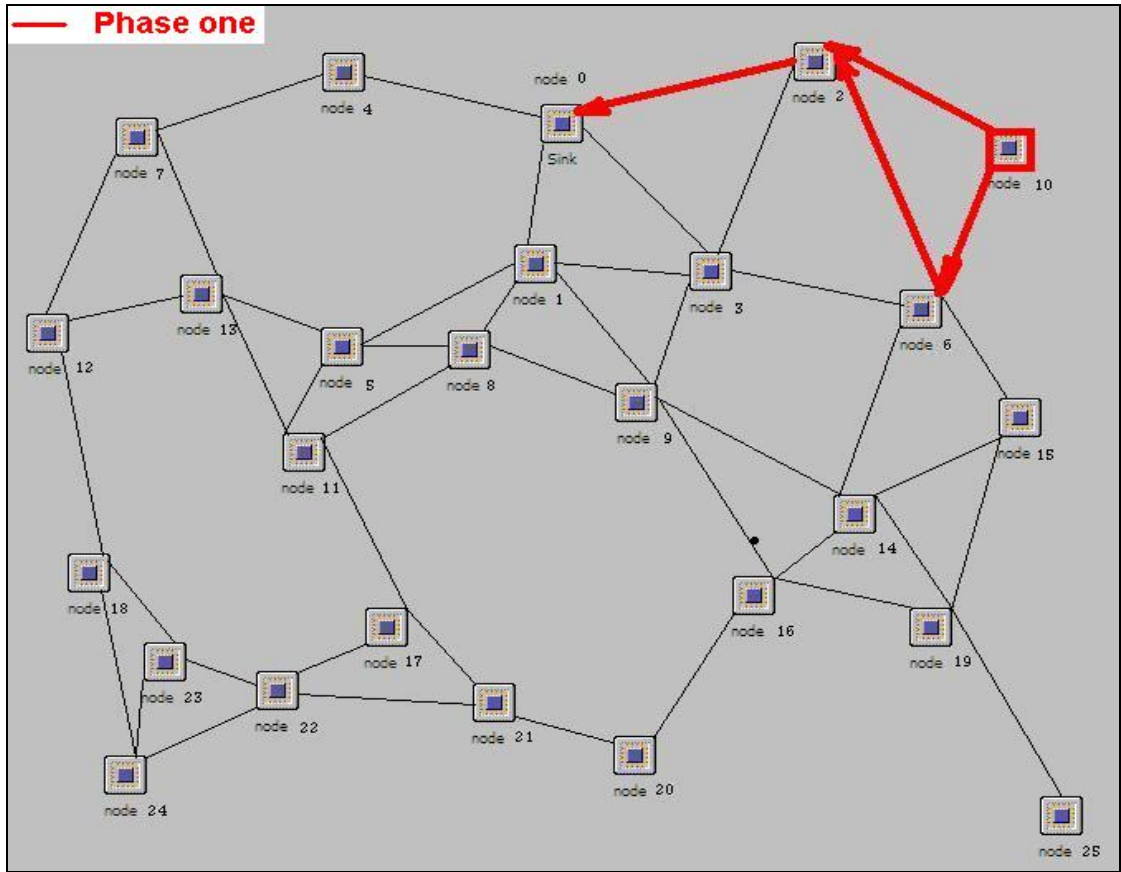 Phase one
node 0
node 4
node 2
Sink
node 7
node 10
node 1
node 3
node 13
node 6
node 12
node 5
node 8
node 9
node 15
node 11
node 14
node 18
node 16
node 17
node 19
node 23
node 22
node 21
node 20
node 24
node 25